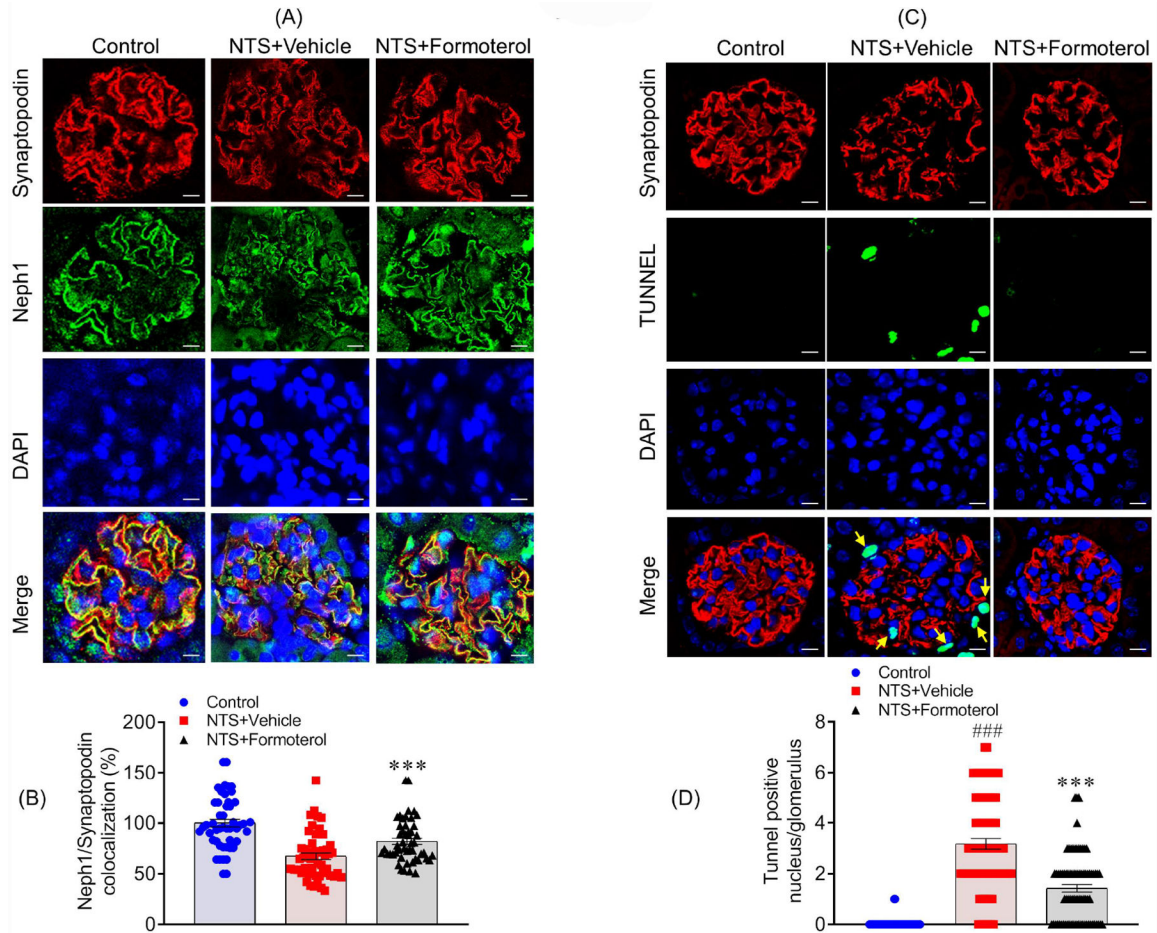 (A)
Control NTS+Vehicle NTS+Formoterol
Synaptopodin
Neph1
DAPI
Merge
(C)
Control NTS+Vehicle NTS+Formoterol
Synaptopodin
TUNNEL
DAPI
Merge
(B)
Control
NTS+Vehicle
NTS+Formoterol
Neph1/Synaptopodin
colocalization (%)
200
150
100
50
0
***
(D)
Control
NTS+Vehicle
NTS+Formoterol
Tunnel positive
nucleus/glomerulus
8
6
4
2
0
###
***